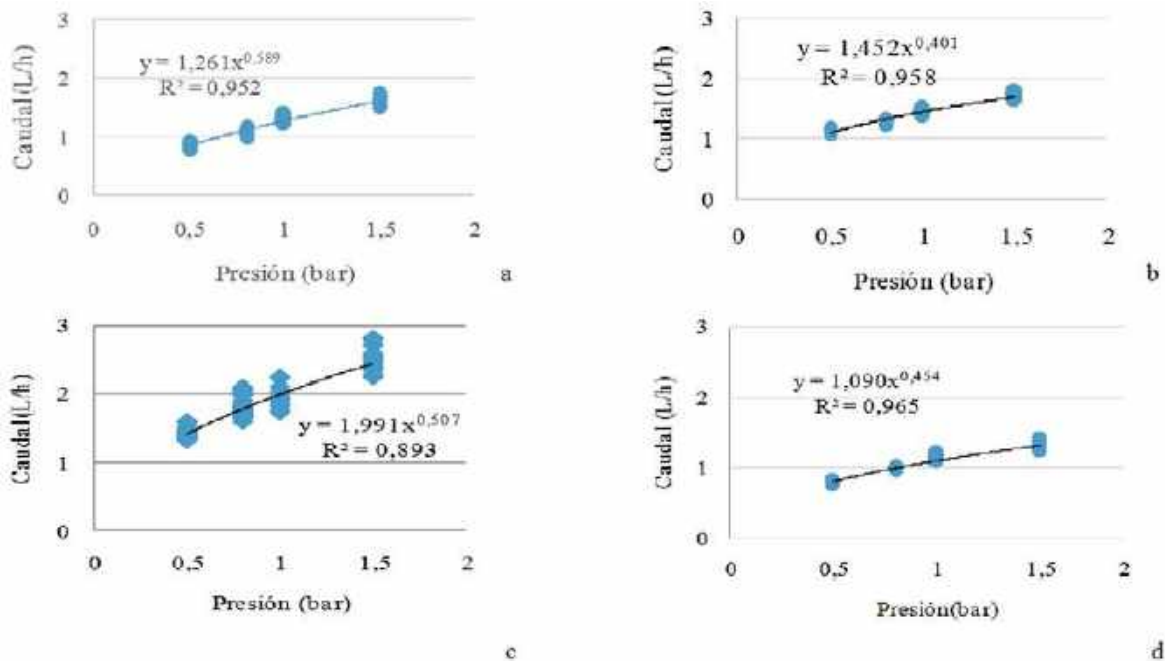 3
2
1
0
Caudal (L/h)
y = 1,261x^0,589
R² = 0,952
0 0,5 1 1,5 2
Presión (bar)
a
3
2
1
0
Caudal (L/h)
y = 1,452x^0,401
R² = 0,958
0 0,5 1 1,5 2
Presión (bar)
b
3
2
1
0
Caudal(L/h)
y = 1,991x^0,507
R² = 0,893
0 0,5 1 1,5 2
Presión (bar)
c
3
2
1
0
Caudal (L/h)
y = 1,090x^0,454
R² = 0,965
0 0,5 1 1,5 2
Presión(bar)
d